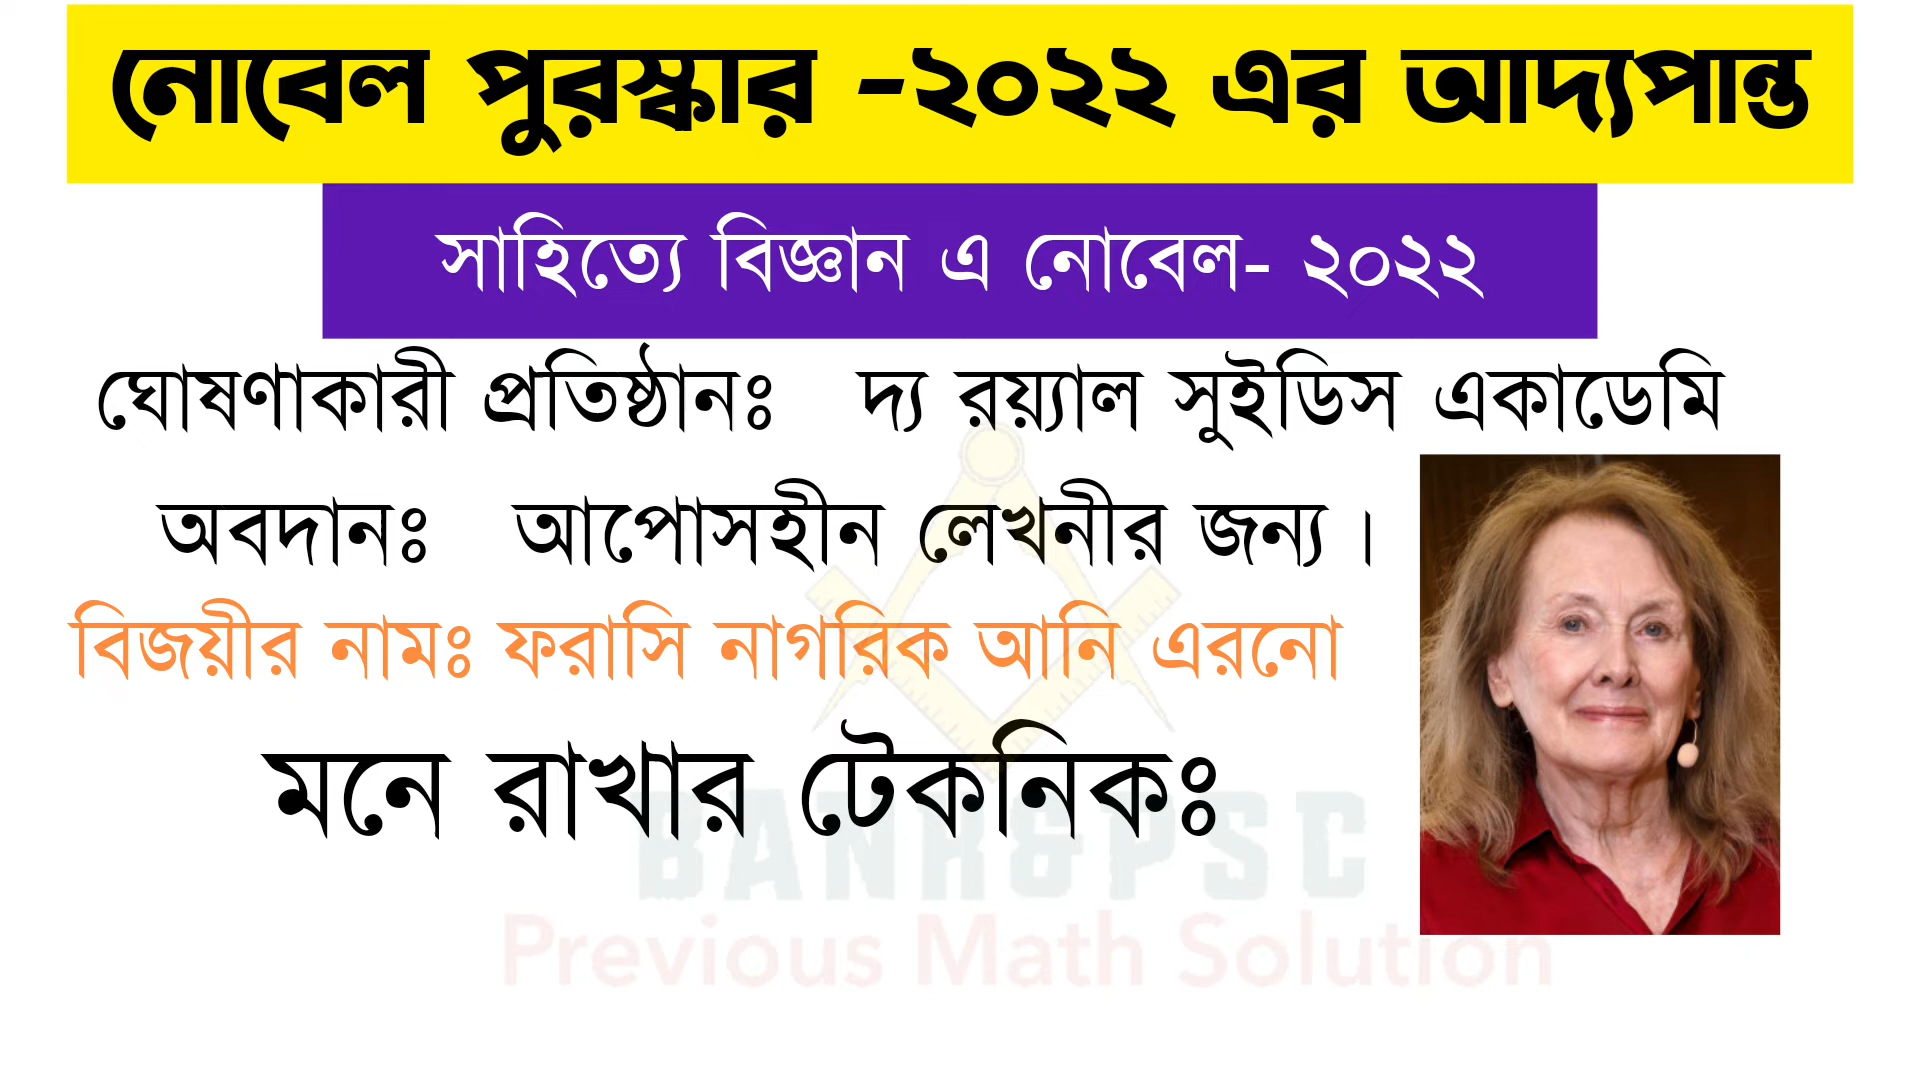 নোবেল পুরস্কার -২০২২ এর আদ্যপান্ত
সাহিত্যে বিজ্ঞান এ নোবেল- ২০২২
ঘোষণাকারী প্রতিষ্ঠানঃ দ্য রয়্যাল সুইডিস একাডেমি
অবদানঃ আপোসহীন লেখনীর জন্য ।
বিজয়ীর নামঃ ফরাসি নাগরিক আনি এরনো
মনে রাখার টেকনিকঃ
BANK&PSC
Previous Math Solution